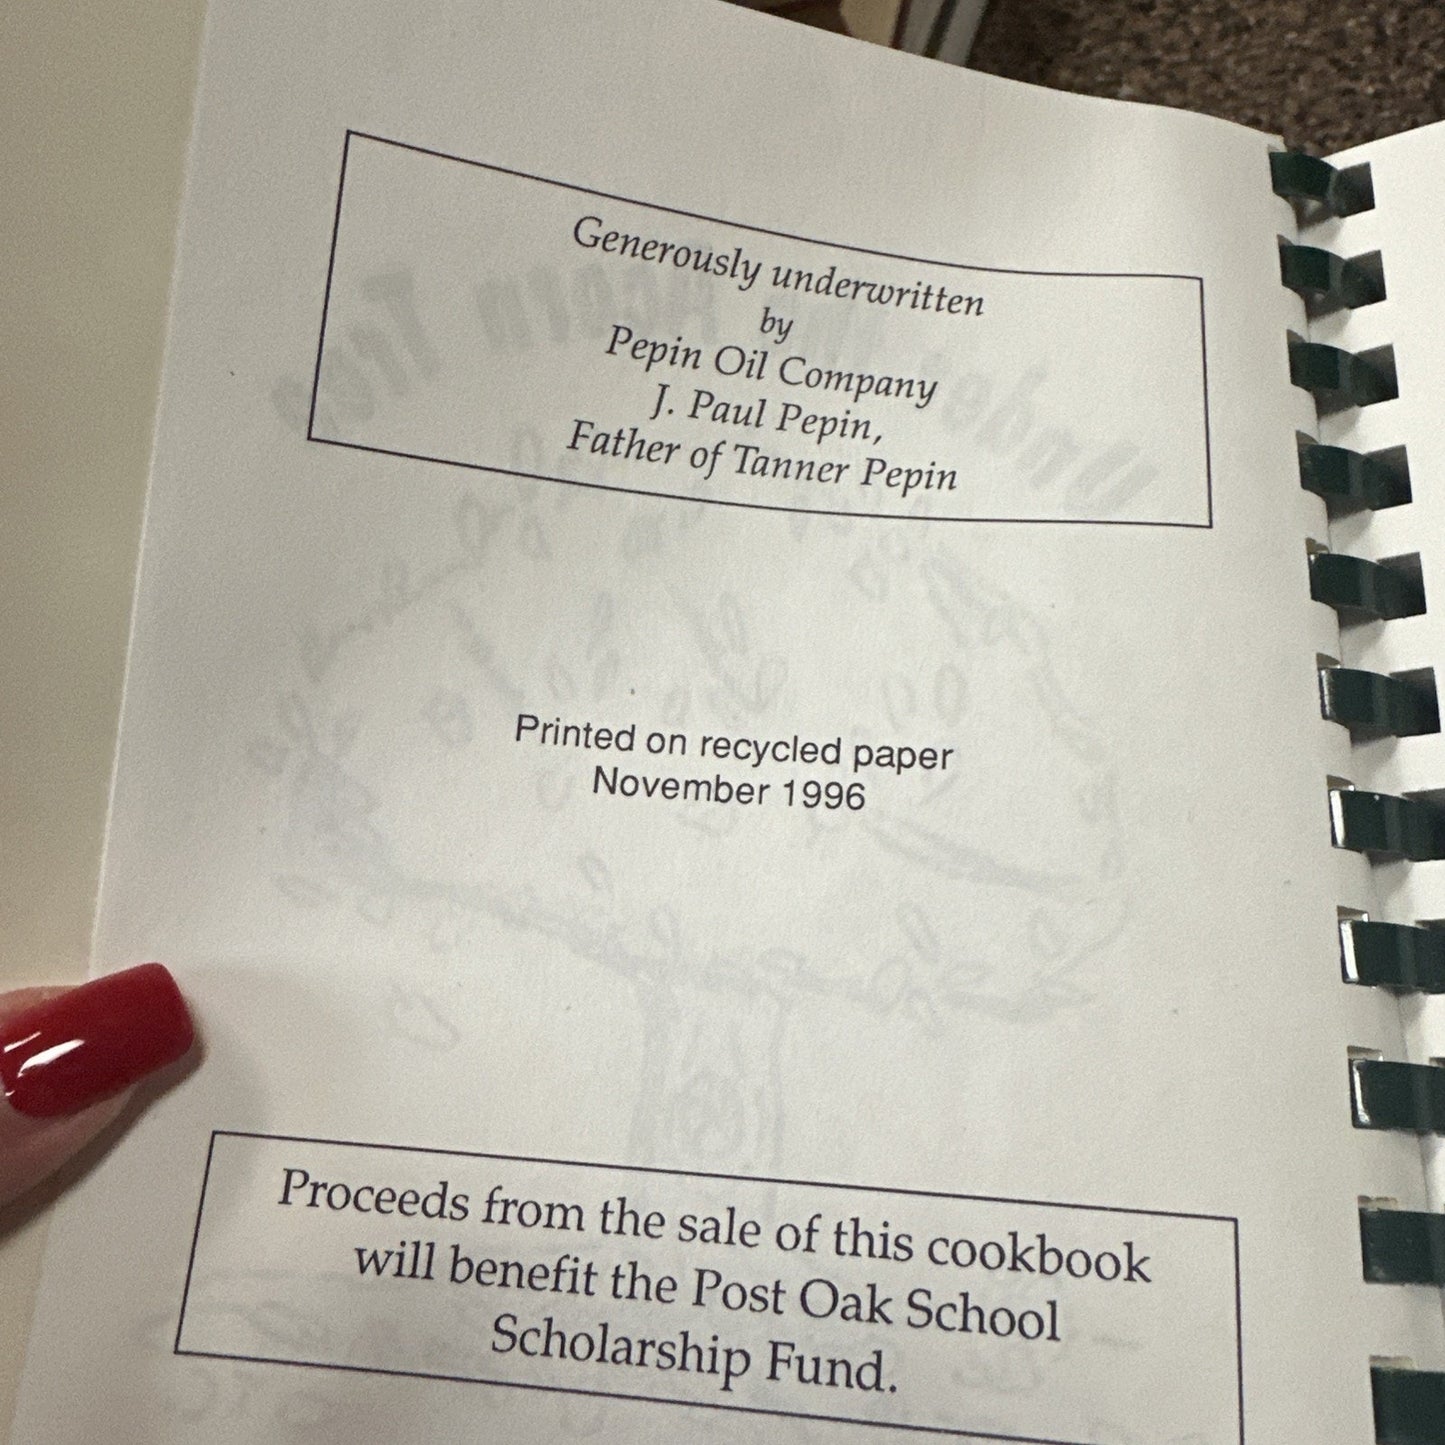 Generously underwritten
by
Pepin Oil Company
J. Paul Pepin,
Father of Tanner Pepin
Printed on recycled paper
November 1996
Proceeds from the sale of this cookbook
will benefit the Post Oak School
Scholarship Fund.